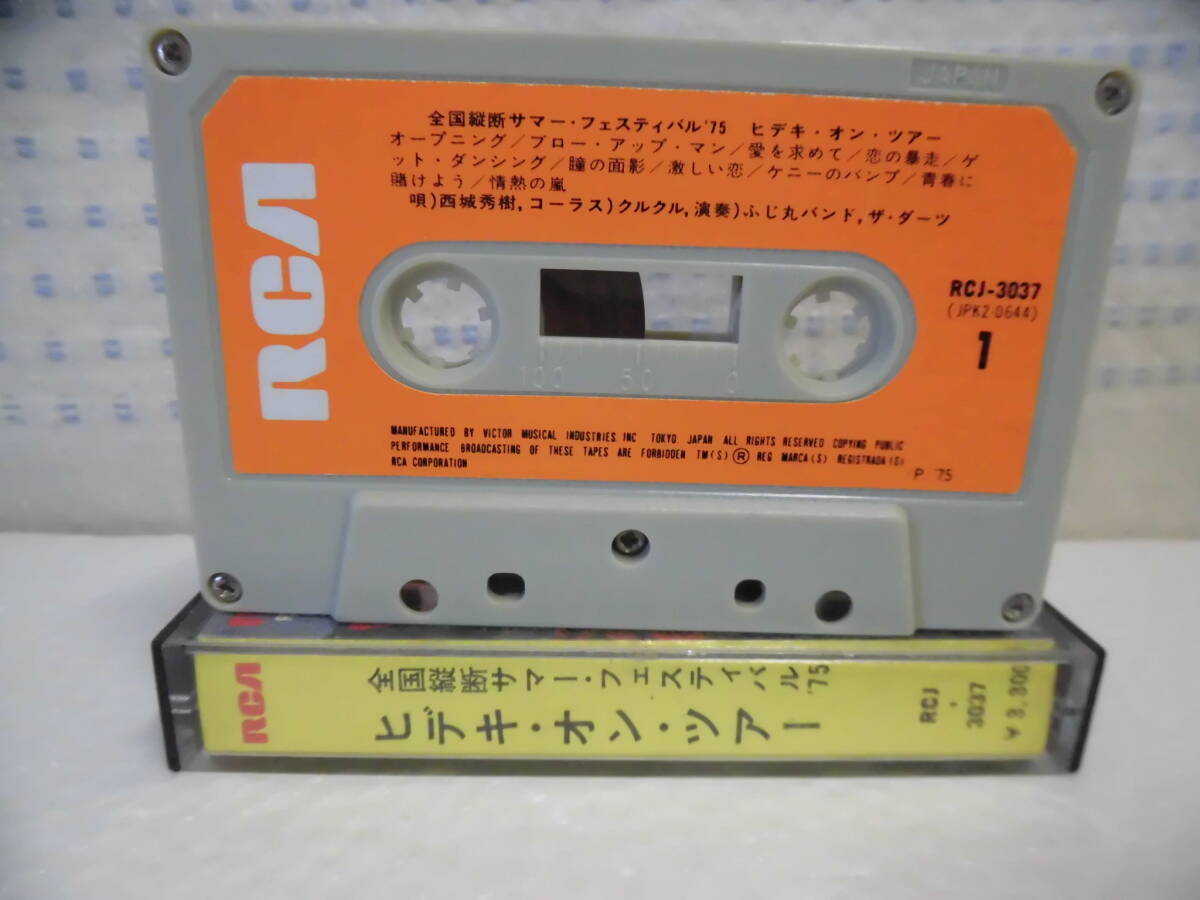 JAPAN
RCA
全国縦断サマー・フェスティバル'75 ヒデキ・オン・ツアー
オープニング/ブロー・アップ・マン/愛を求めて/恋の暴走/ゲ
ット・ダンシング/瞳の面影/激しい恋/ケニーのバンプ/青春に
賭けよう/情熱の嵐
唄)西城秀樹, コーラス)クルクル, 演奏)ふじ丸バンド, ザ・ダーツ
RCJ-3037
(JPK2-0644)
1
100 50 0
MANUFACTURED BY VICTOR MUSICAL INDUSTRIES INC TOKYO JAPAN ALL RIGHTS RESERVED COPYING PUBLIC
PERFORMANCE BROADCASTING OF THESE TAPES ARE FORBIDDEN TM(S) ® REG MARCA(S) REGISTRADA(S)
RCA CORPORATION
P '75
RCA
全国縦断サマー・フェスティバル'75
ヒデキ・オン・ツアー
RCJ
・
3037
¥3,300